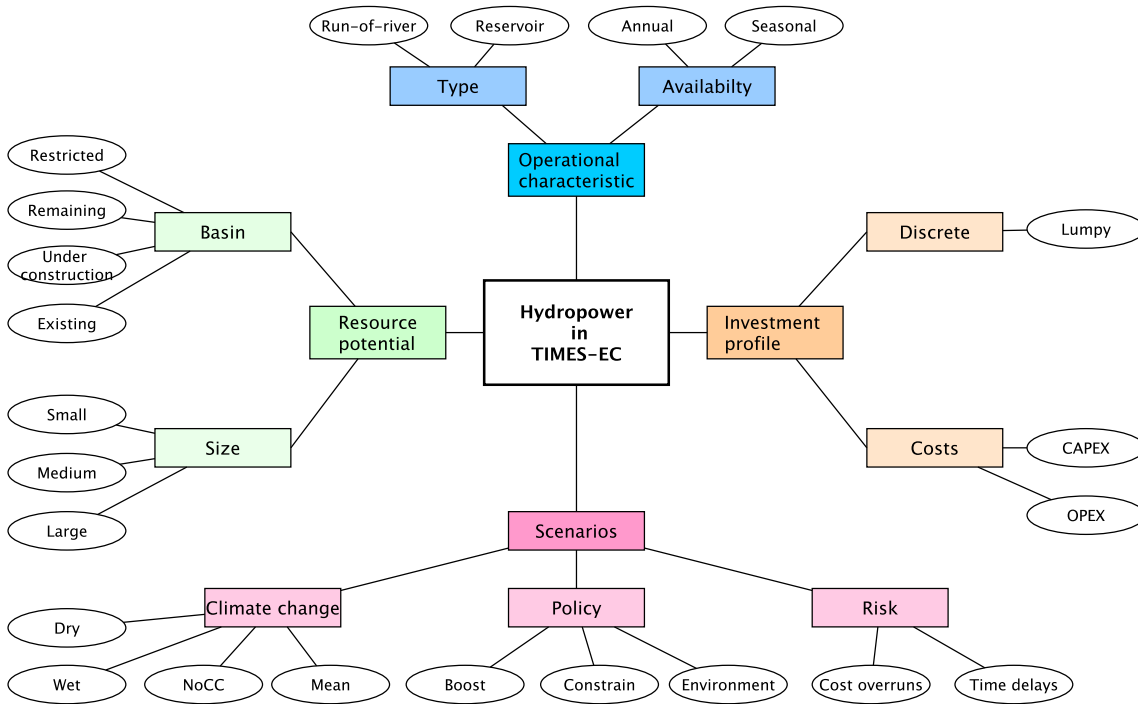 Run-of-river
Reservoir
Annual
Seasonal
Type
Availabilty
Operational
characteristic
Restricted
Remaining
Under
construction
Existing
Basin
Discrete
Lumpy
Resource
potential
Hydropower
in
TIMES-EC
Investment
profile
Small
Medium
Large
Size
Costs
CAPEX
OPEX
Scenarios
Climate change
Policy
Risk
Dry
Wet
NoCC
Mean
Boost
Constrain
Environment
Cost overruns
Time delays